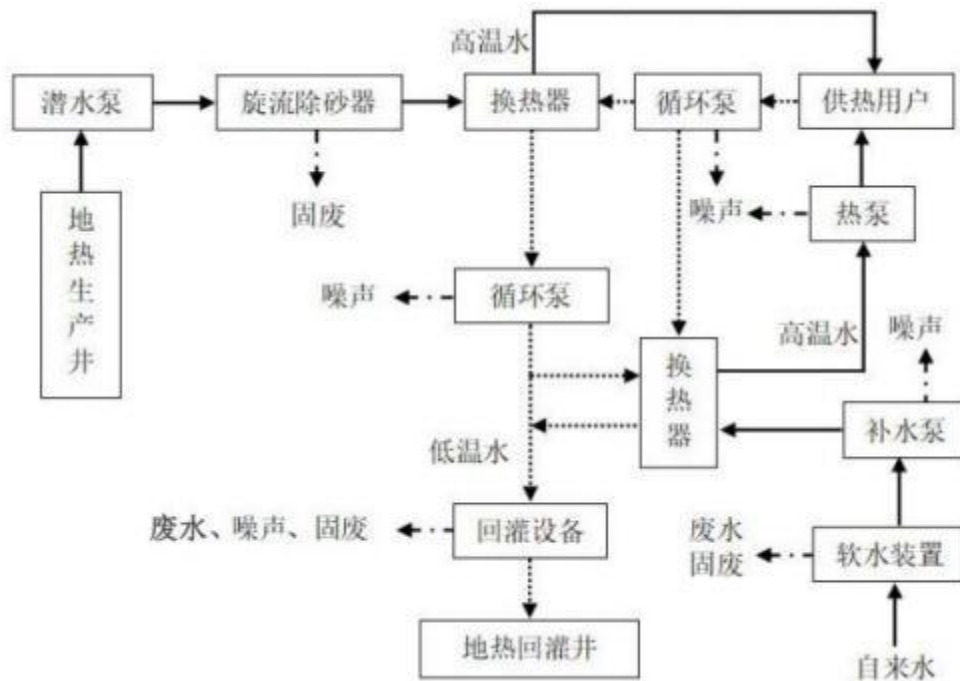 高温水
潜水泵
旋流除砂器
换热器
循环泵
供热用户
固废
噪声
热泵
地热生产井
噪声
循环泵
高温水
噪声
换热器
补水泵
低温水
废水、噪声、固废
回灌设备
废水
固废
软水装置
地热回灌井
自来水